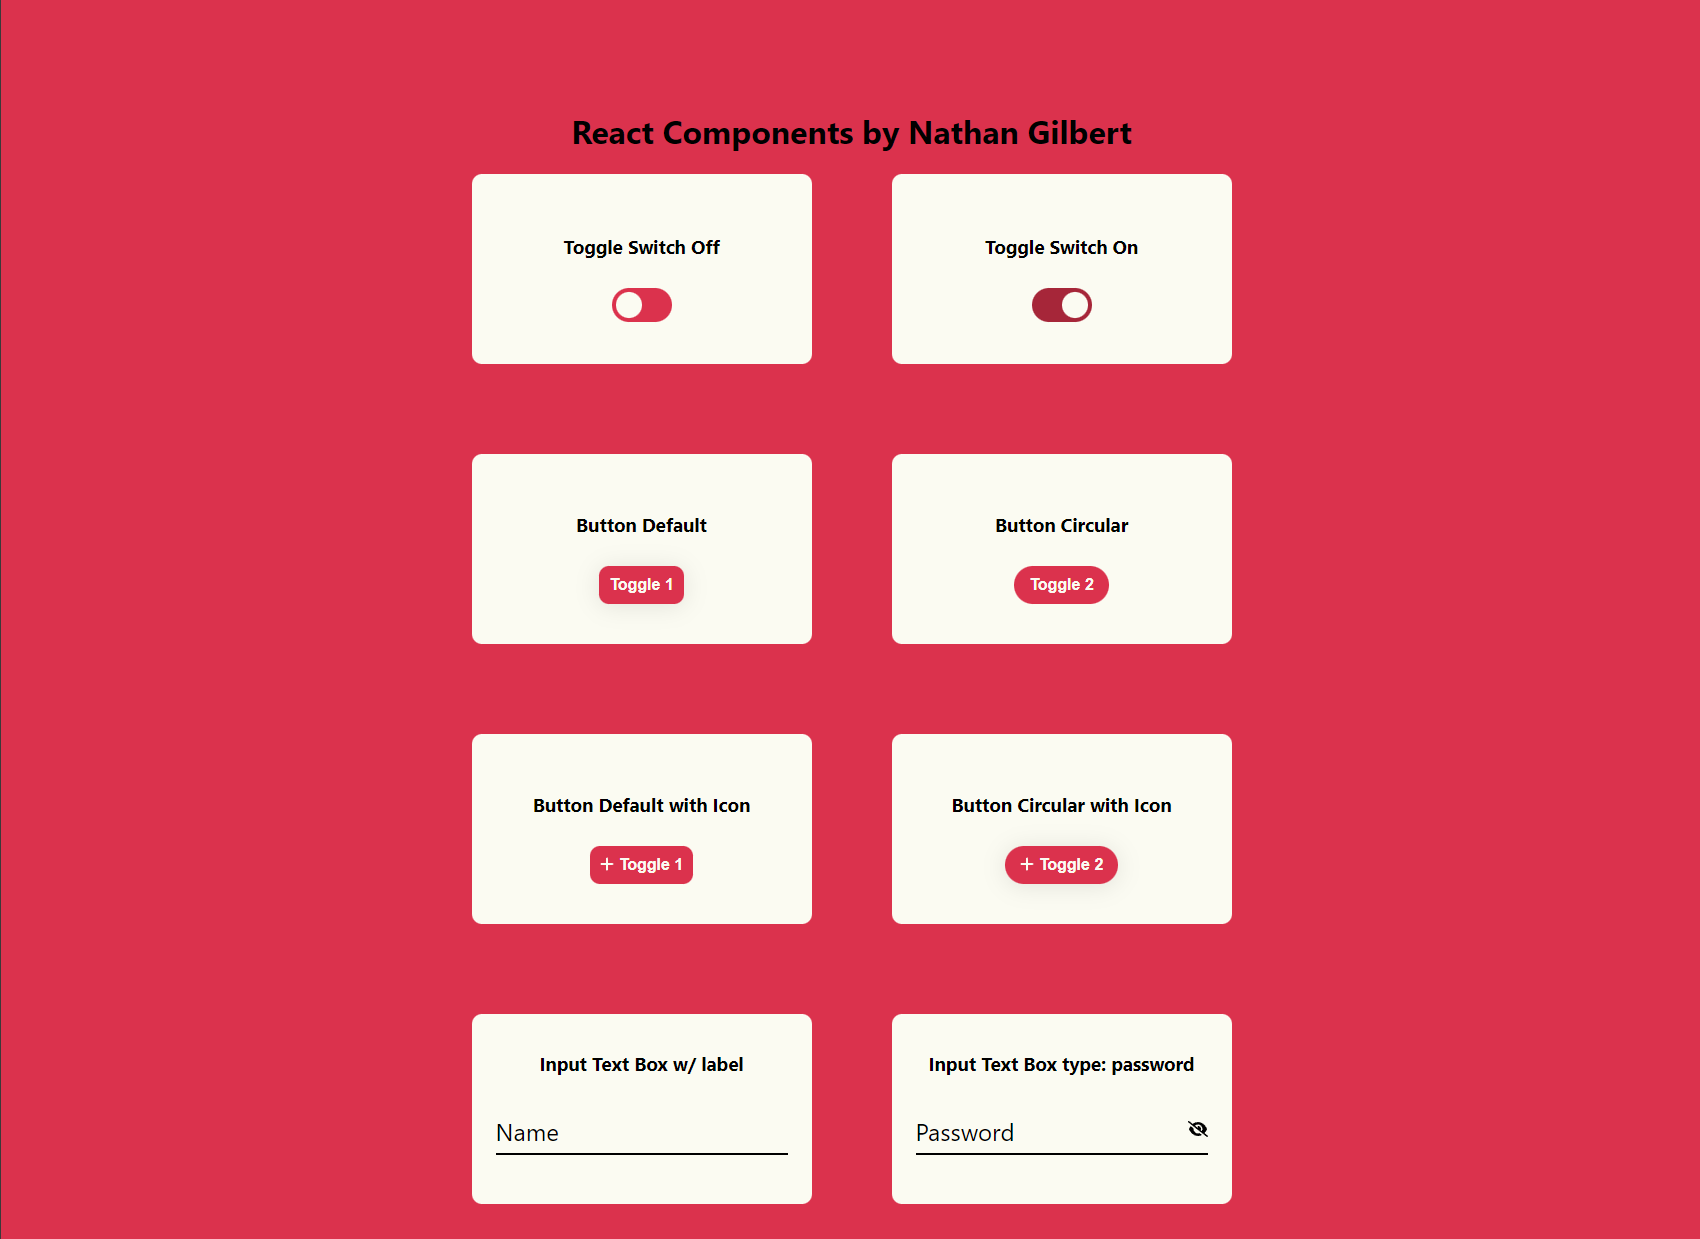 React Components by Nathan Gilbert
Toggle Switch Off
Toggle Switch On
Button Default
Toggle 1
Button Circular
Toggle 2
Button Default with Icon
+ Toggle 1
Button Circular with Icon
+ Toggle 2
Input Text Box w/ label
Name
Input Text Box type: password
Password